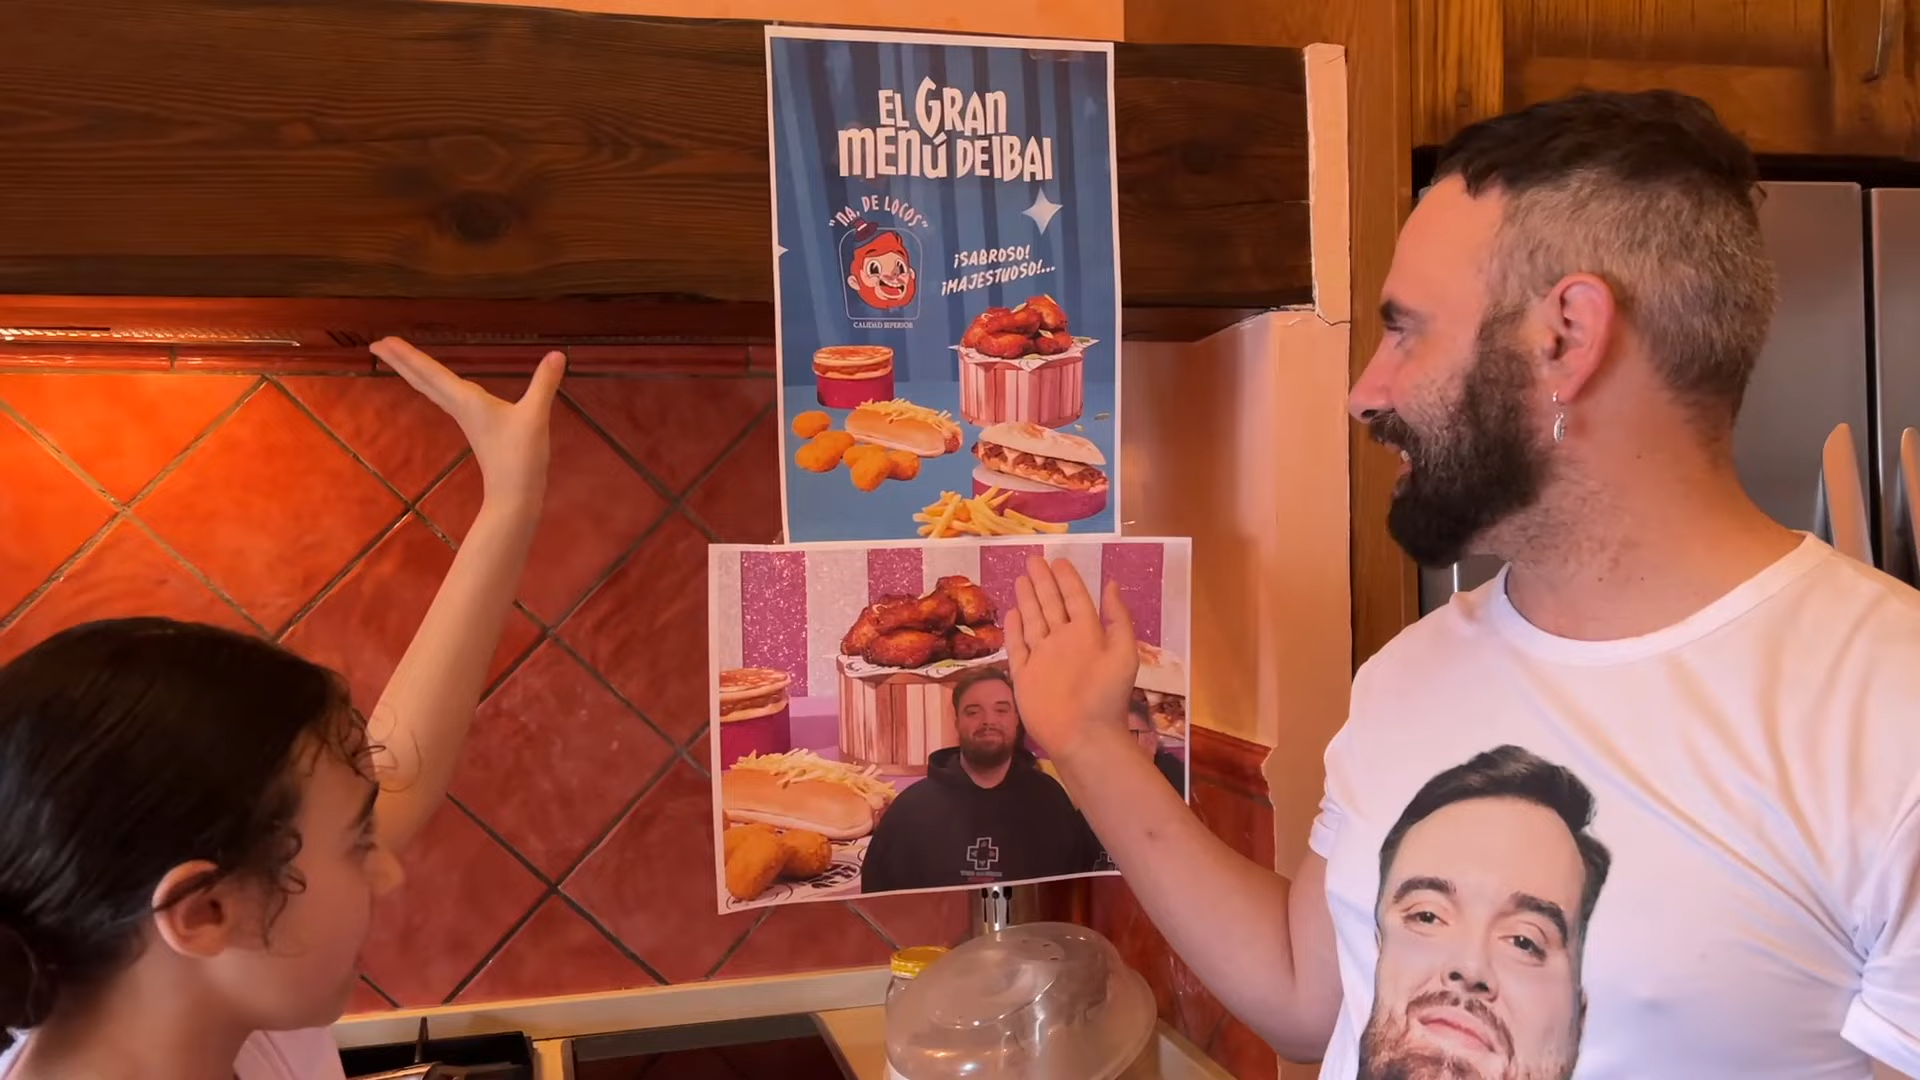 EL GRAN
MENÚ DE IBAI
"NA, DE LOCOS"
¡SABROSO!
¡MAJESTUOSO!...
CALIDAD SUPERIOR